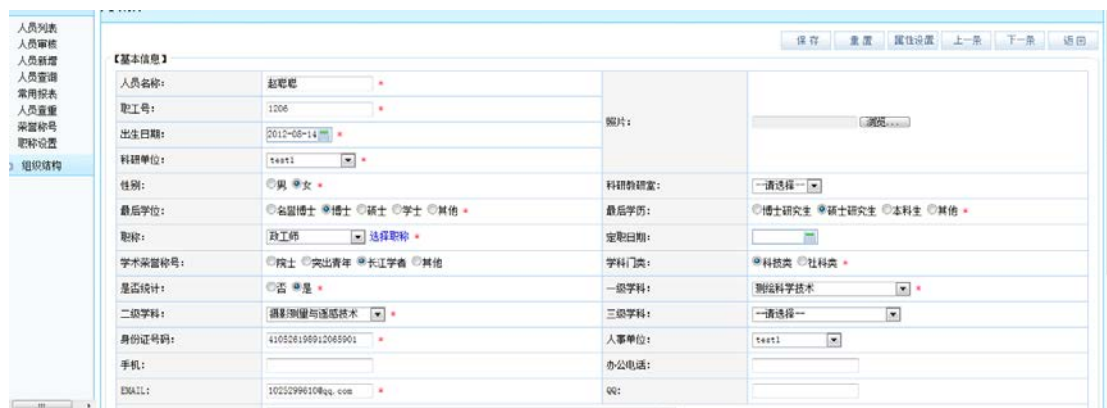 人员列表
人员审核
人员新增
人员查询
常用报表
人员查重
荣誉称号
职称设置
组织结构
保存 重置 属性设置 上一条 下一条 返回
【基本信息】
人员名称： 赵聪聪 *
职工号： 1206 *
照片： 浏览...
出生日期： 2012-08-14 *
科研单位： test1 *
性别： 男 女 * 科研教研室： --请选择--
最后学位： 名誉博士 博士 硕士 学士 其他 * 最后学历： 博士研究生 硕士研究生 本科生 其他 *
职称： 政工师 选择职称 * 定职日期：
学术荣誉称号： 院士 突出青年 长江学者 其他 学科门类： 科技类 社科类 *
是否统计： 否 是 * 一级学科： 测绘科学技术 *
二级学科： 摄影测量与遥感技术 * 三级学科： --请选择--
身份证号码： 410526198912065901 * 人事单位： test1
手机： 办公电话：
EMAIL： 1025299610@qq.com * QQ：